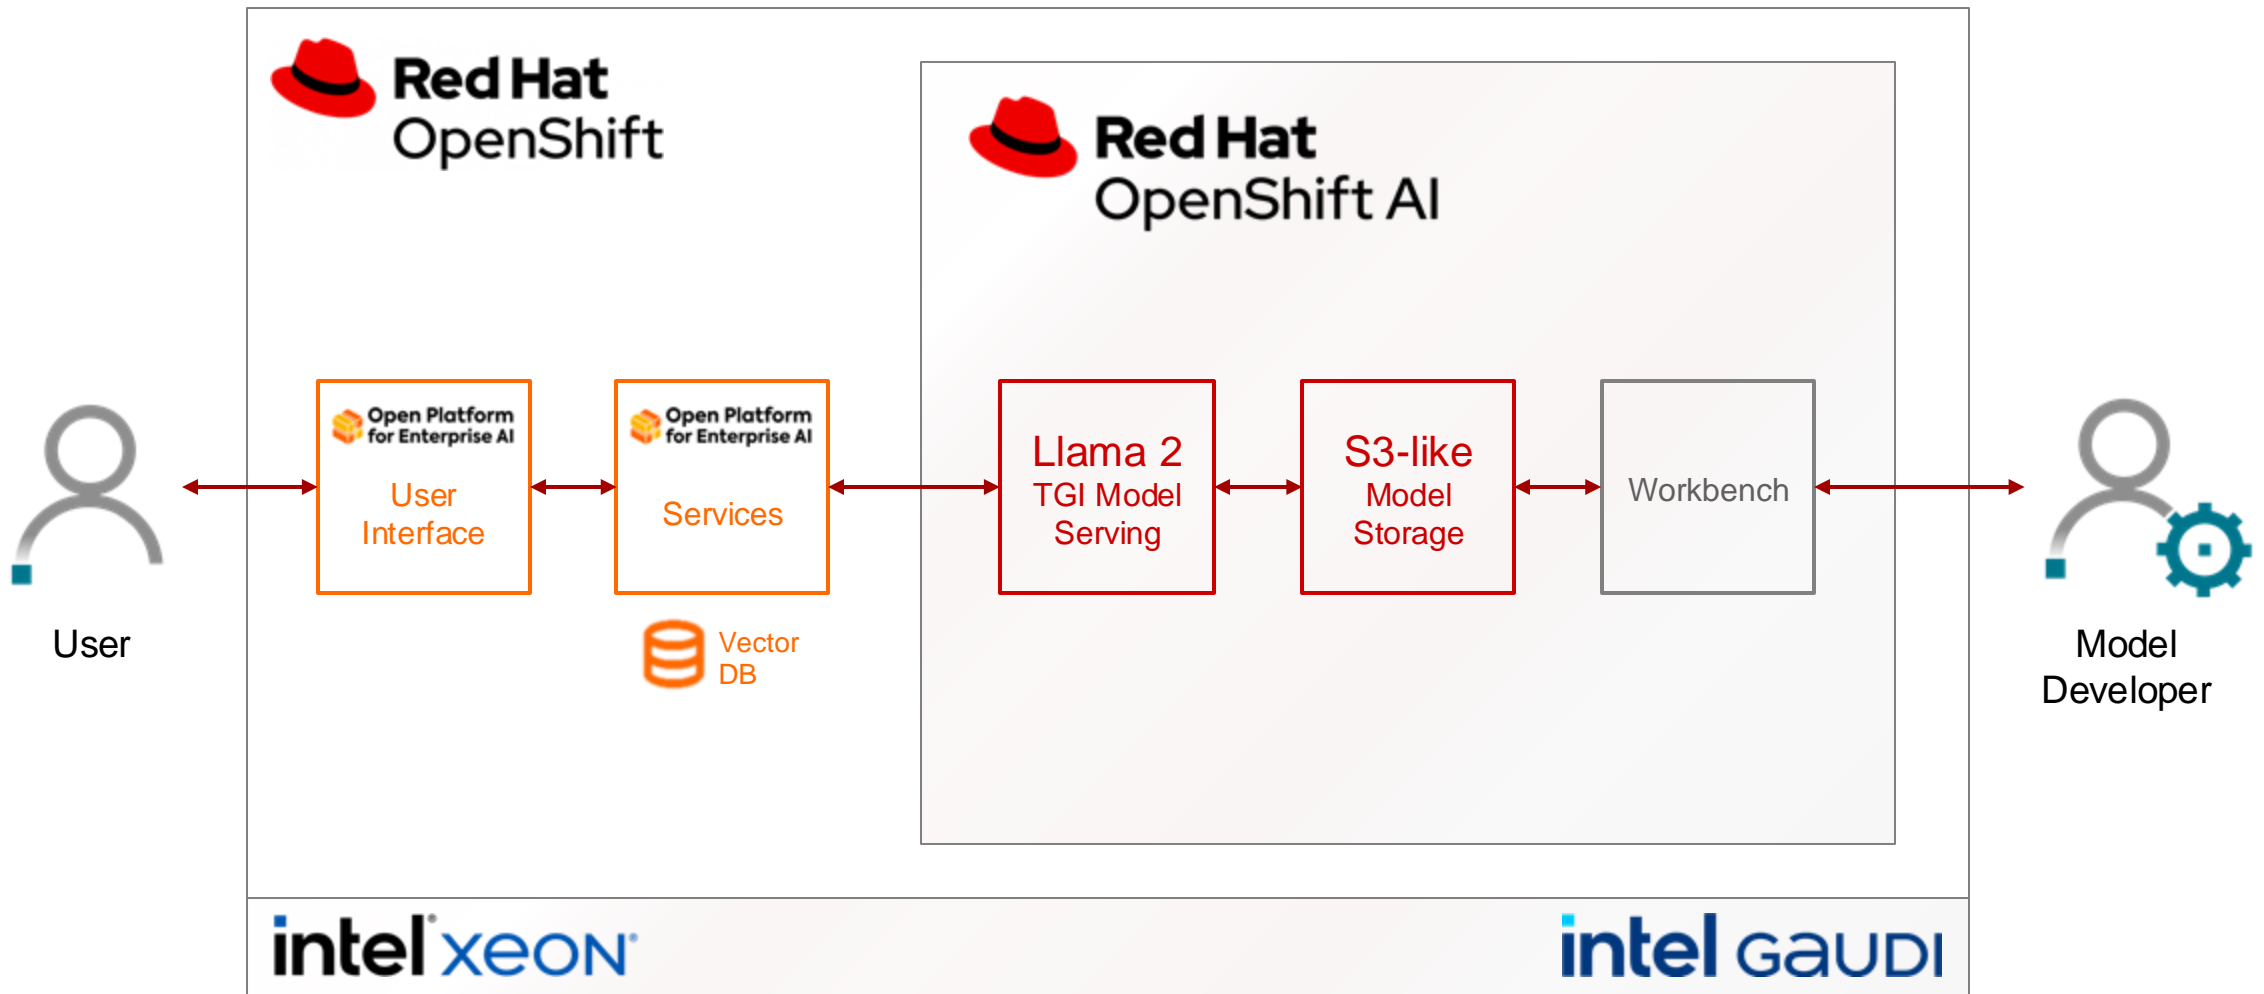 Red Hat
OpenShift
Red Hat
OpenShift AI
Open Platform
for Enterprise AI
User
Interface
Open Platform
for Enterprise AI
Services
Llama 2
TGI Model
Serving
S3-like
Model
Storage
Workbench
Vector
DB
User
Model
Developer
intel® xeon®
intel GAUDI